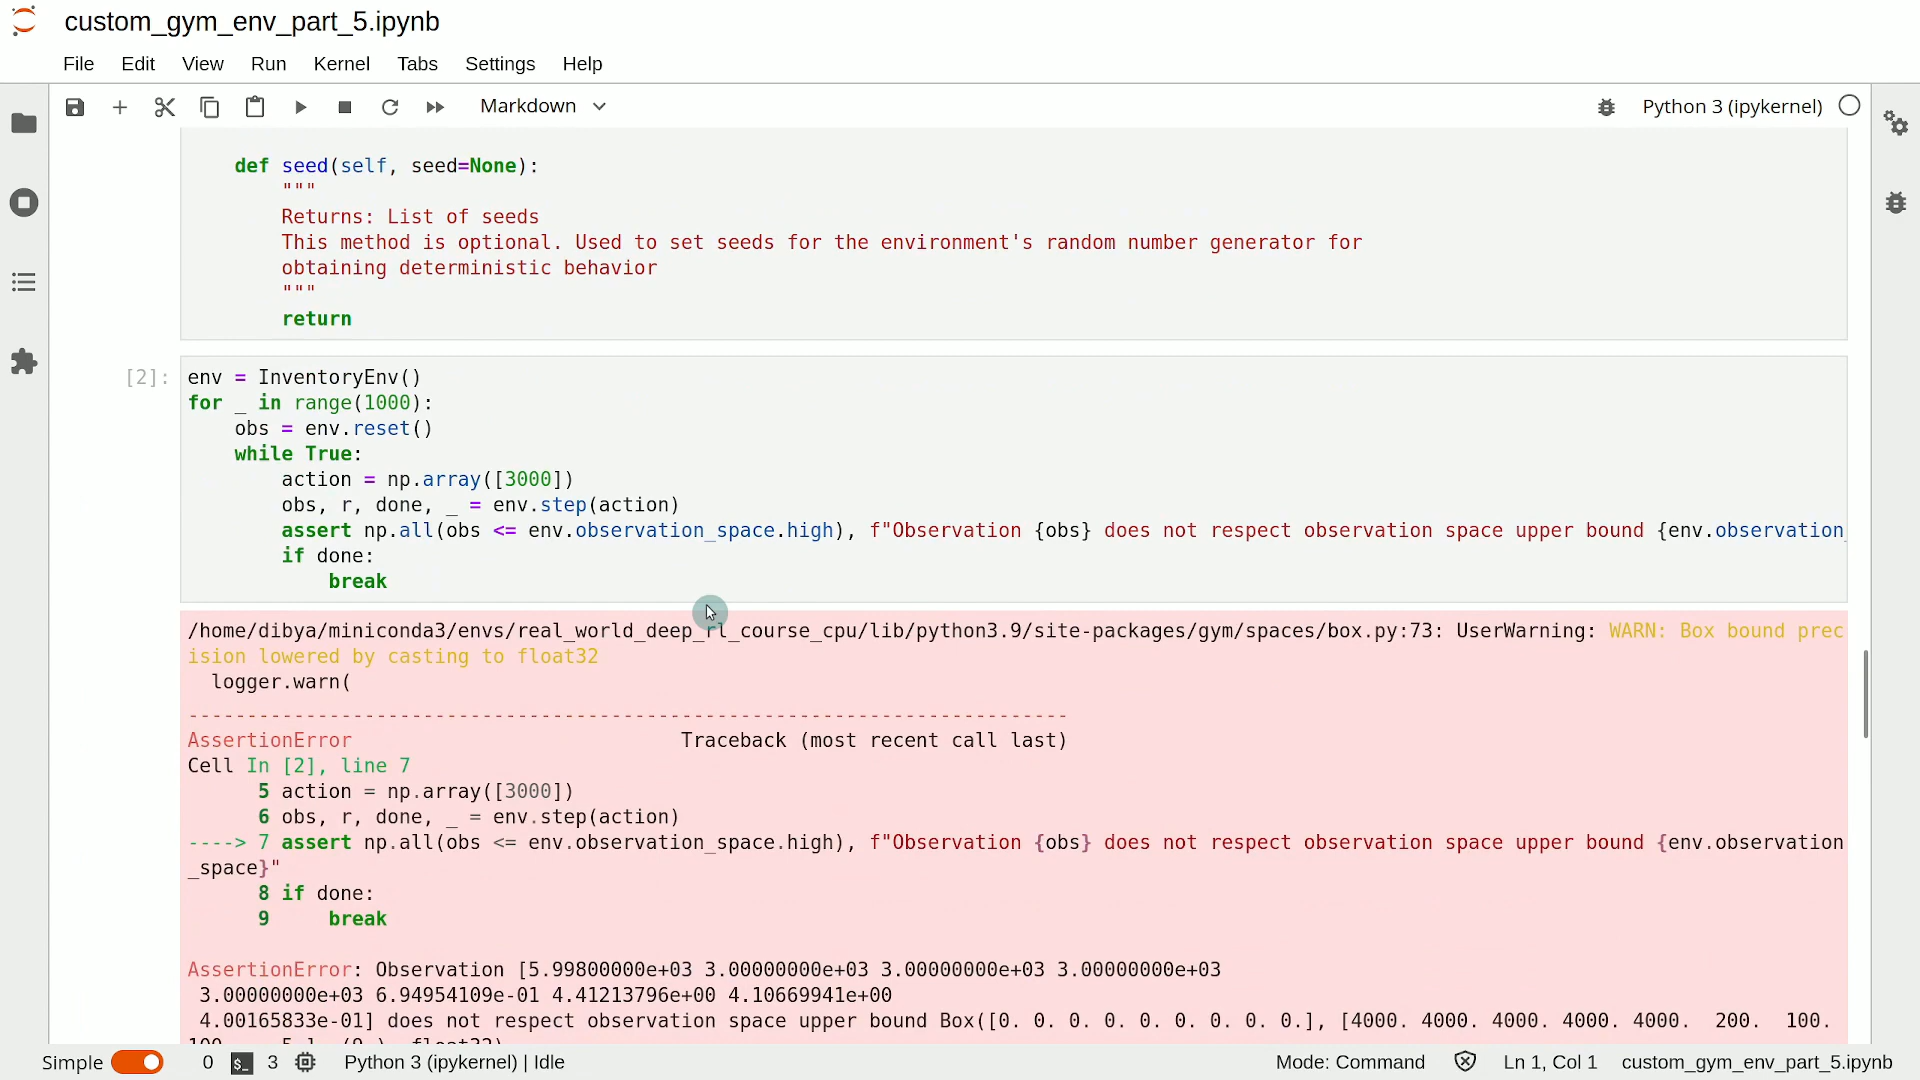 custom_gym_env_part_5.ipynb
File Edit View Run Kernel Tabs Settings Help
Markdown
Python 3 (ipykernel)
def seed(self, seed=None):
"""
Returns: List of seeds
This method is optional. Used to set seeds for the environment's random number generator for
obtaining deterministic behavior
"""
return
[2]:
env = InventoryEnv()
for _ in range(1000):
obs = env.reset()
while True:
action = np.array([3000])
obs, r, done, _ = env.step(action)
assert np.all(obs <= env.observation_space.high), f"Observation {obs} does not respect observation space upper bound {env.observation_
if done:
break
/home/dibya/miniconda3/envs/real_world_deep_rl_course_cpu/lib/python3.9/site-packages/gym/spaces/box.py:73: UserWarning: WARN: Box bound prec
ision lowered by casting to float32
logger.warn(
---------------------------------------------------------------------------
AssertionError Traceback (most recent call last)
Cell In [2], line 7
5 action = np.array([3000])
6 obs, r, done, _ = env.step(action)
----> 7 assert np.all(obs <= env.observation_space.high), f"Observation {obs} does not respect observation space upper bound {env.observation
_space}"
8 if done:
9 break
AssertionError: Observation [5.99800000e+03 3.00000000e+03 3.00000000e+03 3.00000000e+03
3.00000000e+03 6.94954109e-01 4.41213796e+00 4.10669941e+00
4.00165833e-01] does not respect observation space upper bound Box([0. 0. 0. 0. 0. 0. 0. 0. 0.], [4000. 4000. 4000. 4000. 4000. 200. 100.
Simple 0 $_ 3 Python 3 (ipykernel) | Idle Mode: Command Ln 1, Col 1 custom_gym_env_part_5.ipynb